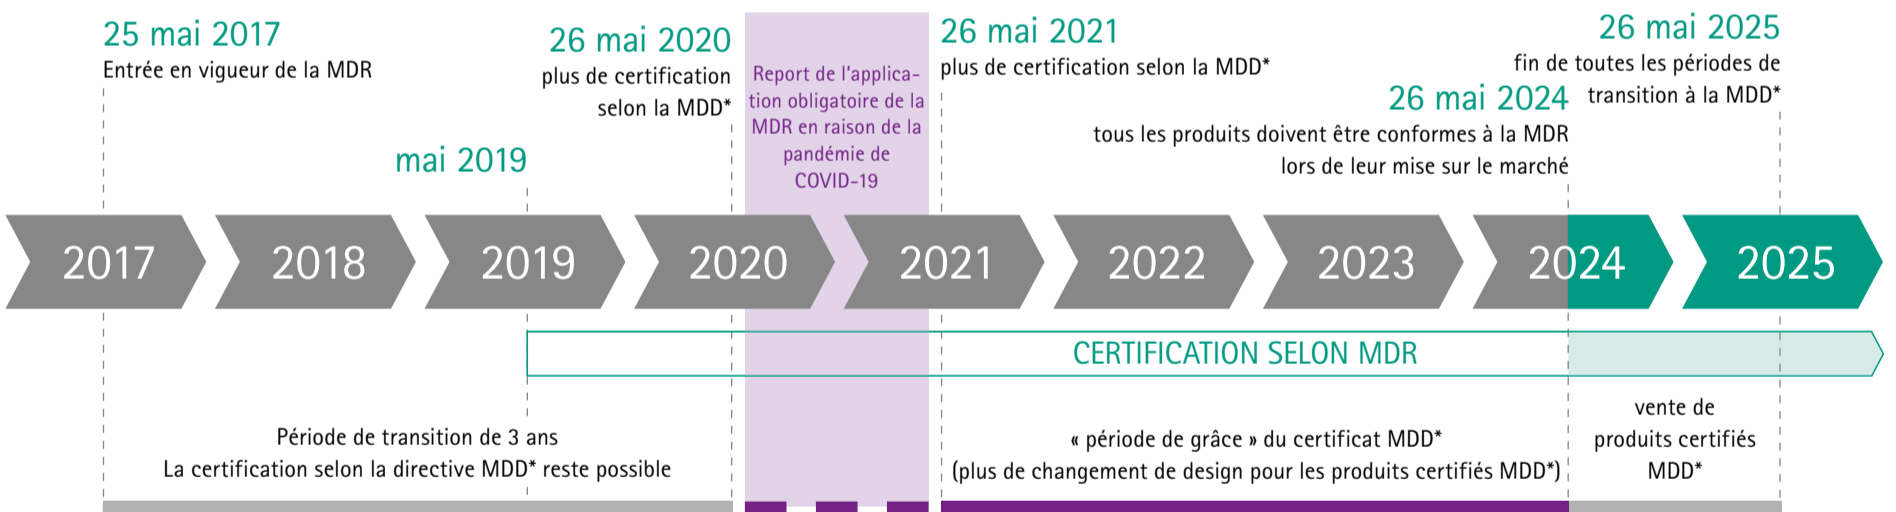 25 mai 2017
Entrée en vigueur de la MDR
mai 2019
26 mai 2020
plus de certification
selon la MDD*
Report de l'applica-
tion obligatoire de la
MDR en raison de la
pandémie de
COVID-19
26 mai 2021
plus de certification selon la MDD*
26 mai 2024
tous les produits doivent être conformes à la MDR
lors de leur mise sur le marché
26 mai 2025
fin de toutes les périodes de
transition à la MDD*
2017
2018
2019
2020
2021
2022
2023
2024
2025
CERTIFICATION SELON MDR
Période de transition de 3 ans
La certification selon la directive MDD* reste possible
« période de grâce » du certificat MDD*
(plus de changement de design pour les produits certifiés MDD*)
vente de
produits certifiés
MDD*